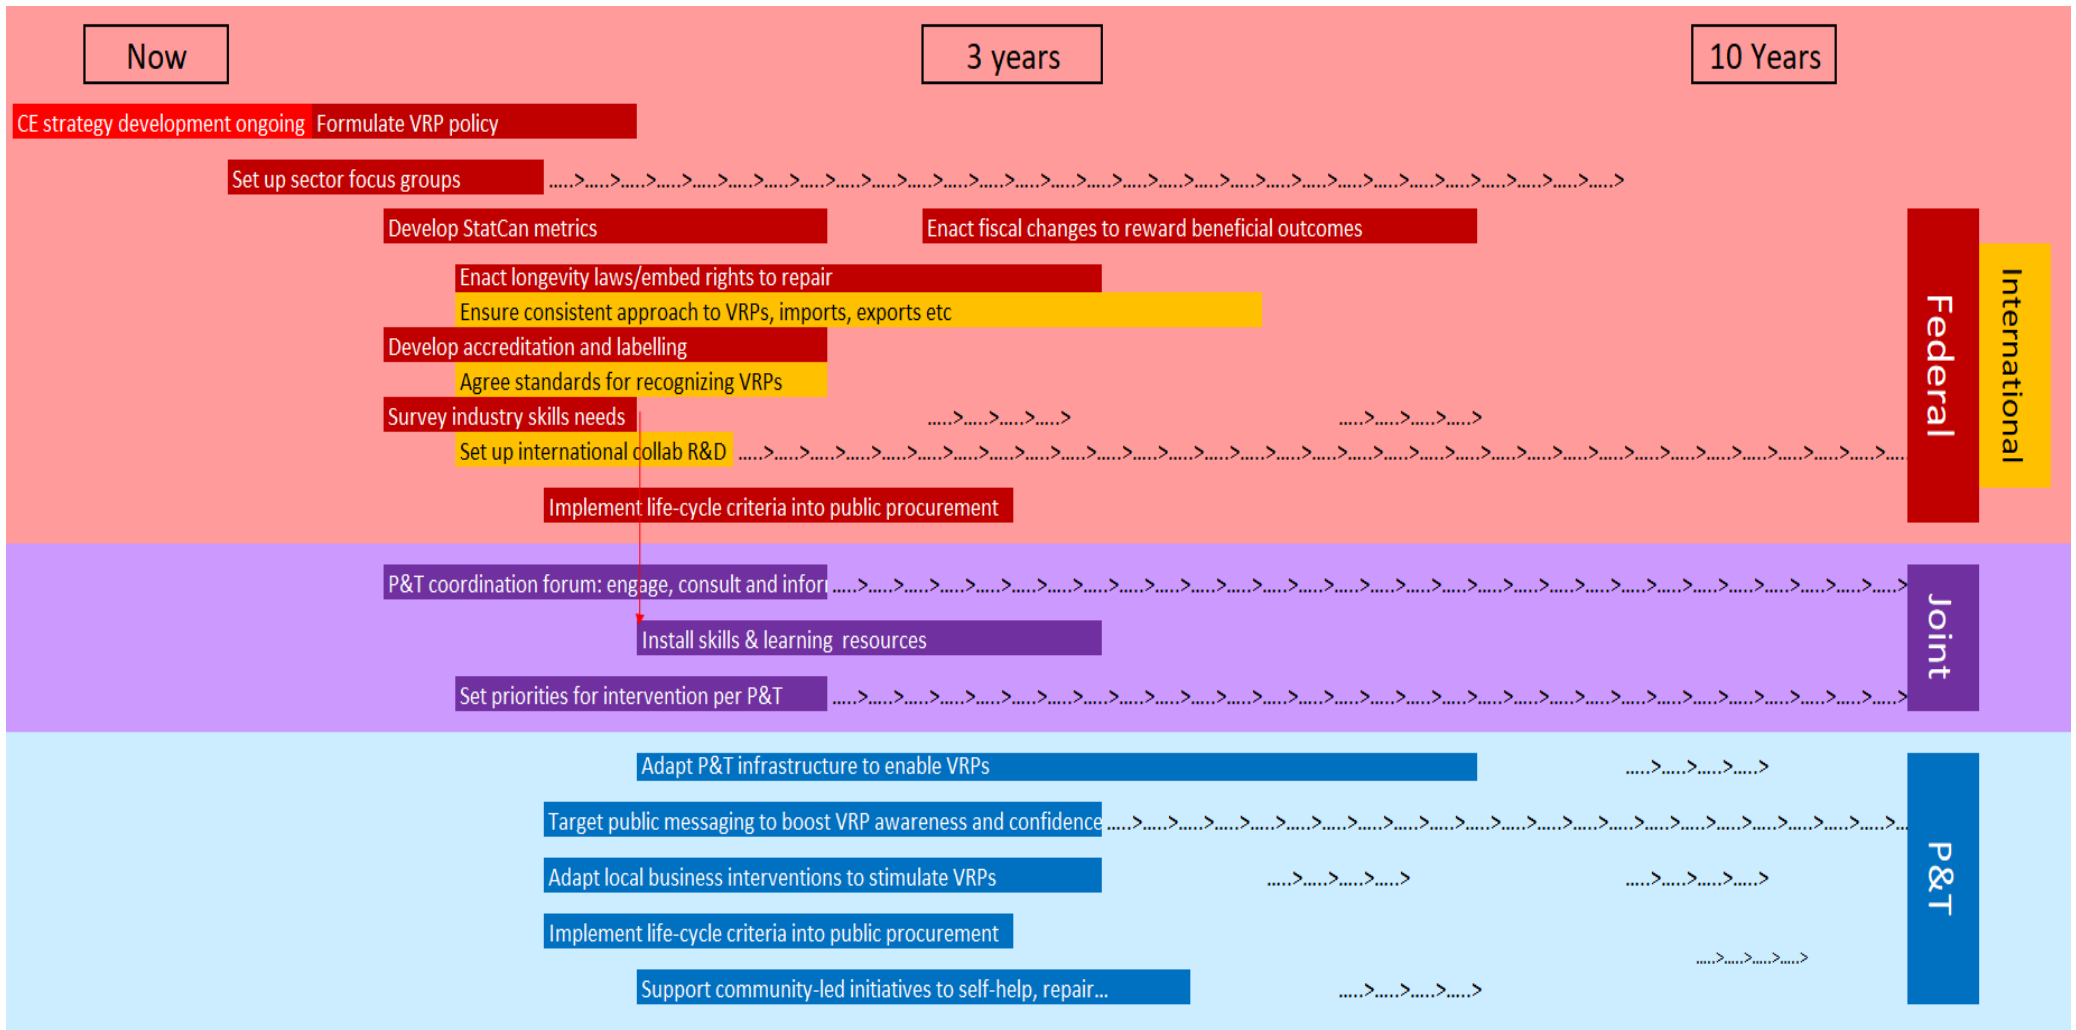 Now
3 years
10 Years
CE strategy development ongoing
Formulate VRP policy
Set up sector focus groups
.....>.....>.....>.....>.....>.....>.....>.....>.....>.....>.....>.....>.....>.....>.....>.....>.....>.....>.....>.....>.....>.....>.....>.....>.....>.....>.....>.....>.....>.....>
Develop StatCan metrics
Enact fiscal changes to reward beneficial outcomes
Enact longevity laws/embed rights to repair
Ensure consistent approach to VRPs, imports, exports etc
Develop accreditation and labelling
Agree standards for recognizing VRPs
Survey industry skills needs
.....>.....>.....>.....>
.....>.....>.....>.....>
Set up international collab R&D
.....>.....>.....>.....>.....>.....>.....>.....>.....>.....>.....>.....>.....>.....>.....>.....>.....>.....>.....>.....>.....>.....>.....>.....>.....>.....>.....>.....>.....>.....>.....>.....>.....
Implement life-cycle criteria into public procurement
Federal
International
P&T coordination forum: engage, consult and infor
.....>.....>.....>.....>.....>.....>.....>.....>.....>.....>.....>.....>.....>.....>.....>.....>.....>.....>.....>.....>.....>.....>.....>.....>.....>.....>.....>.....>.....>.....>
Install skills & learning resources
Set priorities for intervention per P&T
.....>.....>.....>.....>.....>.....>.....>.....>.....>.....>.....>.....>.....>.....>.....>.....>.....>.....>.....>.....>.....>.....>.....>.....>.....>.....>.....>.....>.....>.....>
Joint
Adapt P&T infrastructure to enable VRPs
.....>.....>.....>.....>
Target public messaging to boost VRP awareness and confidence
.....>.....>.....>.....>.....>.....>.....>.....>.....>.....>.....>.....>.....>.....>.....>.....>.....>.....>.....>.....>.....>.....>...
Adapt local business interventions to stimulate VRPs
.....>.....>.....>.....>
.....>.....>.....>.....>
Implement life-cycle criteria into public procurement
.....>.....>.....>.....>
Support community-led initiatives to self-help, repair...
.....>.....>.....>.....>
P&T